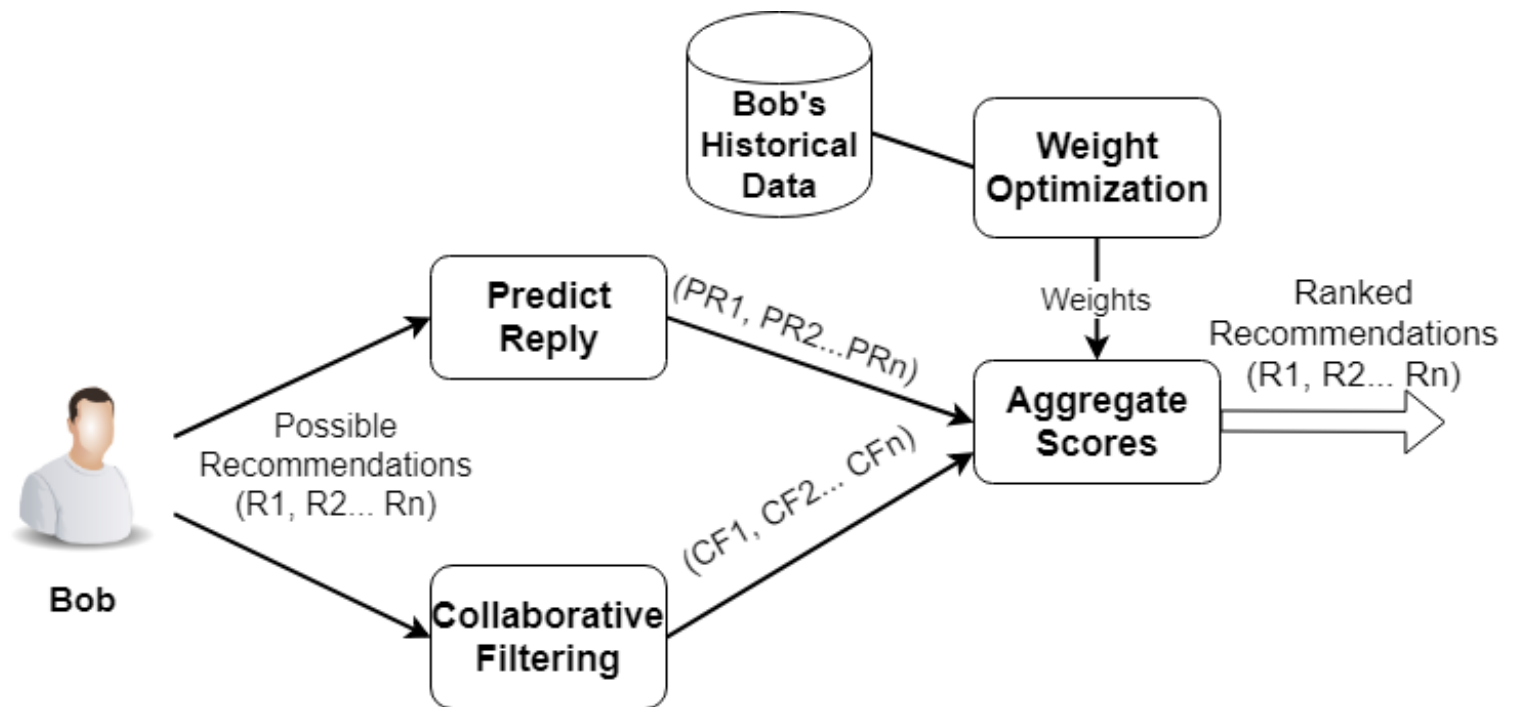 Bob's
Historical
Data
Weight
Optimization
Weights
Predict
Reply
(PR1, PR2...PRn)
Ranked
Recommendations
(R1, R2... Rn)
Possible
Recommendations
(R1, R2... Rn)
Aggregate
Scores
(CF1, CF2... CFn)
Bob
Collaborative
Filtering